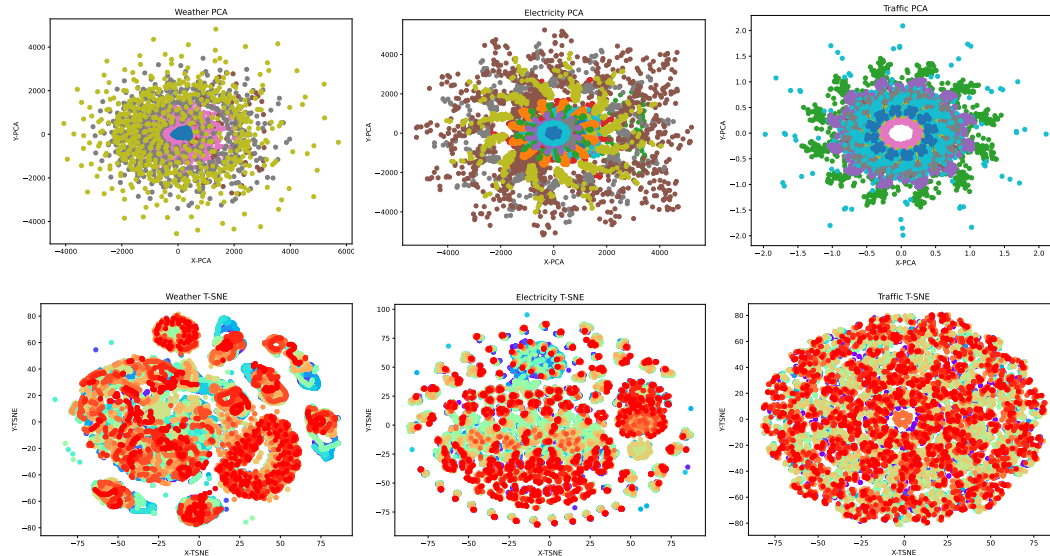 Weather PCA
Y-PCA
4000
2000
0
−2000
−4000
−4000 −2000 0 2000 4000 6000
X-PCA
Electricity PCA
Y-PCA
4000
2000
0
−2000
−4000
−4000 −2000 0 2000 4000
X-PCA
Traffic PCA
Y-PCA
2.0
1.5
1.0
0.5
0.0
−0.5
−1.0
−1.5
−2.0
−2.0 −1.5 −1.0 −0.5 0.0 0.5 1.0 1.5 2.0
X-PCA
Weather T-SNE
Y-TSNE
80
60
40
20
0
−20
−40
−60
−80
−75 −50 −25 0 25 50 75
X-TSNE
Electricity T-SNE
Y-TSNE
100
75
50
25
0
−25
−50
−75
−75 −50 −25 0 25 50 75
X-TSNE
Traffic T-SNE
Y-TSNE
80
60
40
20
0
−20
−40
−60
−80
−75 −50 −25 0 25 50 75
X-TSNE